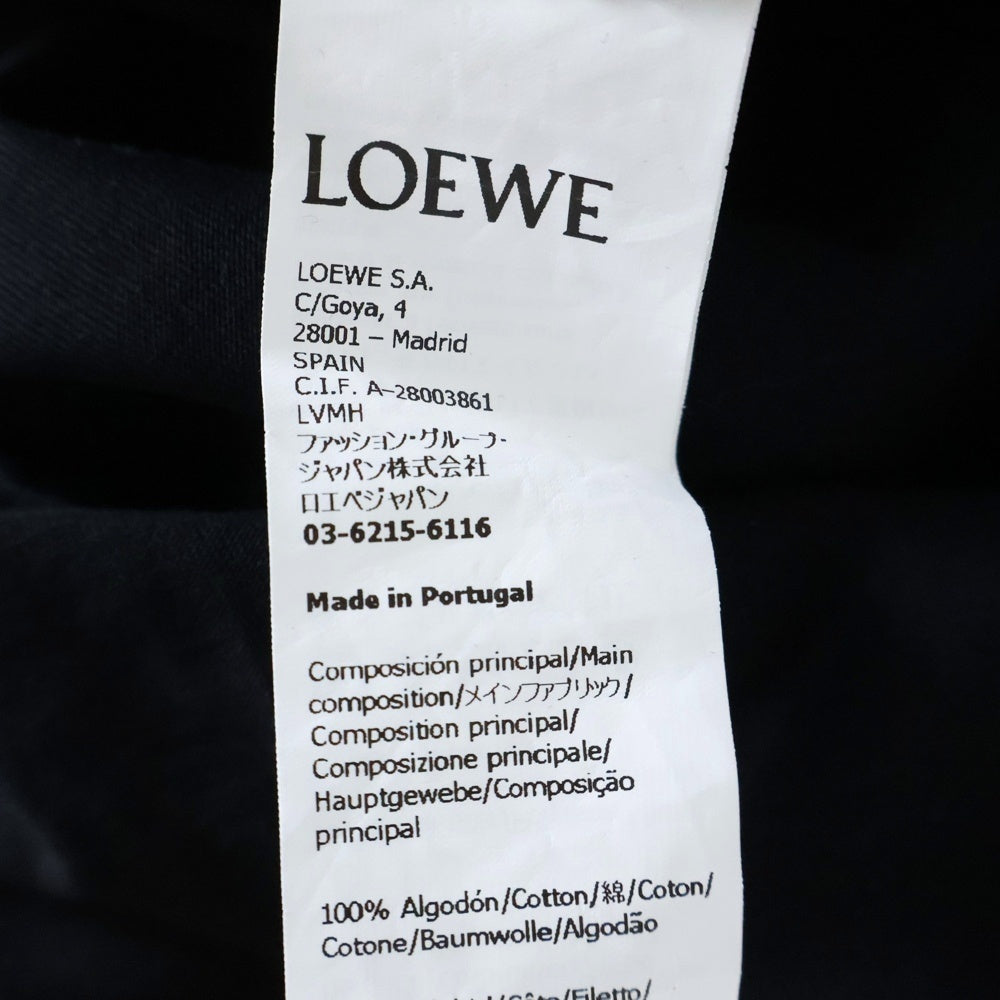 LOEWE
LOEWE S.A.
C/Goya, 4
28001 – Madrid
SPAIN
C.I.F. A-28003861
LVMH
ファッション・グループ・
ジャパン株式会社
ロエベジャパン
03-6215-6116
Made in Portugal
Composición principal/Main
composition/メインファブリック/
Composition principal/
Composizione principale/
Hauptgewebe/Composição
principal
100% Algodón/Cotton/綿/Coton/
Cotone/Baumwolle/Algodão
/Filetto/